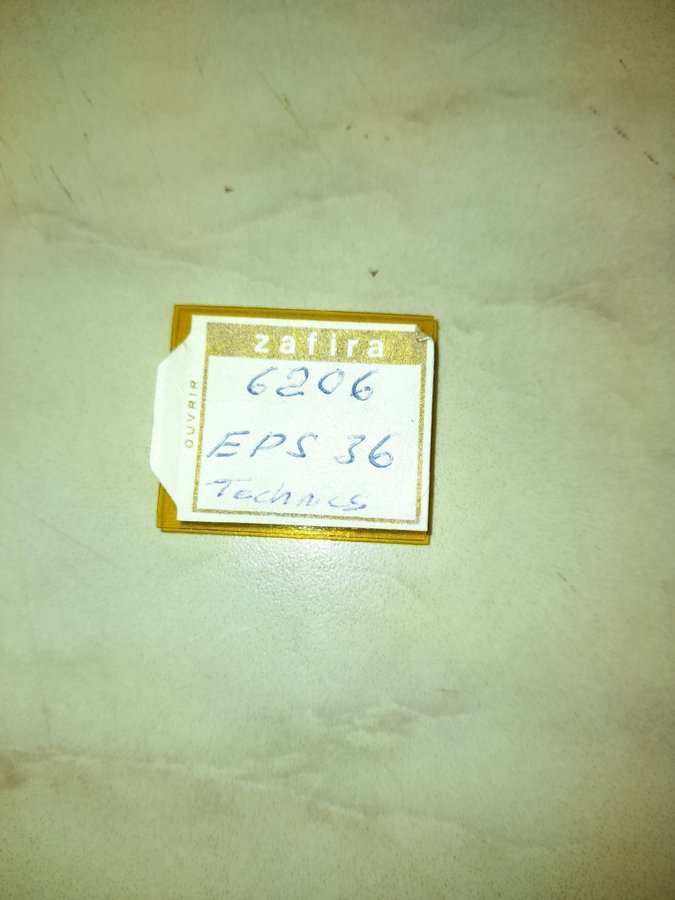 zafira
OUVRIR
6206
EPS 36
Technics